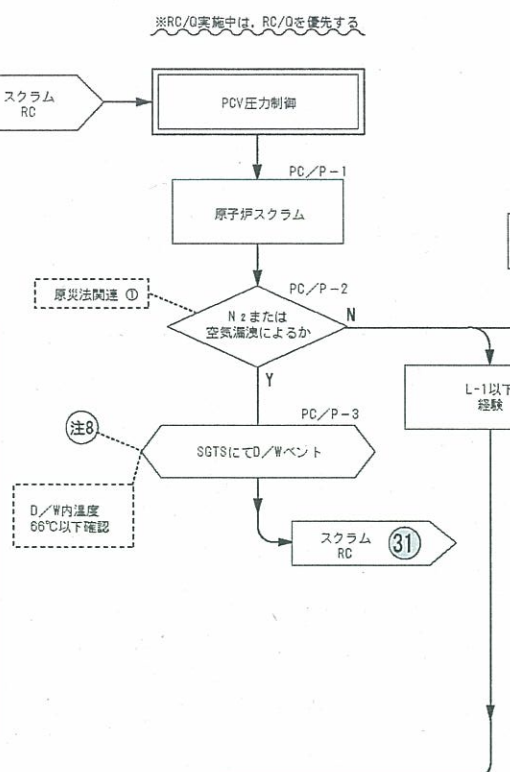 ※RC/Q実施中は，RC/Qを優先する
スクラム
RC
PCV圧力制御
PC/P-1
原子炉スクラム
PC/P-2
原災法関連 ①
N₂または
空気漏洩によるか
N
Y
L-1以下
経験
PC/P-3
注8
SGTSにてD/Wベント
D/W内温度
66℃以下確認
スクラム
RC
31